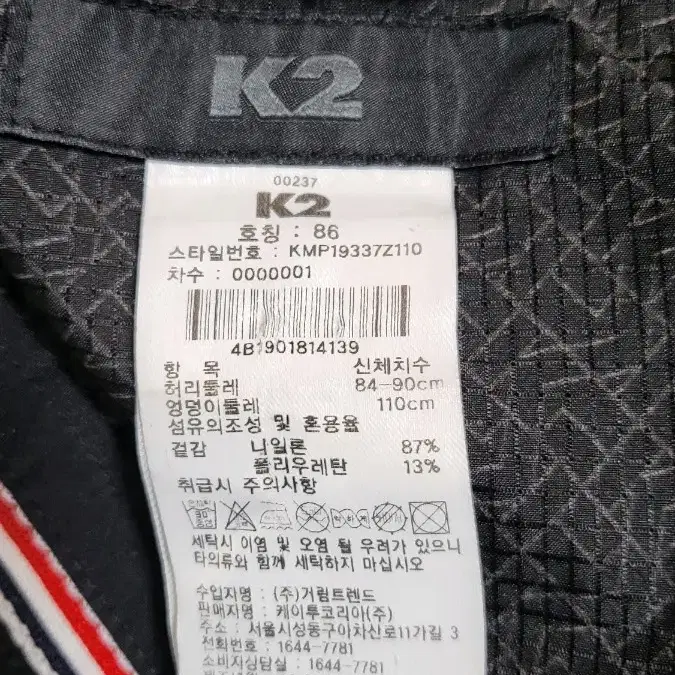 K2
00237
K2
호칭 : 86
스타일번호 : KMP19337Z110
차수 : 0000001
4B1901814139
항 목 신체치수
허리둘레 84-90cm
엉덩이둘레 110cm
섬유의조성 및 혼용율
겉감 나일론 87%
폴리우레탄 13%
취급시 주의사항
세탁시 이염 및 오염 될 우려가 있으니
타의류와 함께 세탁하지 마십시오
수입자명 : (주)거림트렌드
판매자명 : 케이투코리아(주)
주소 : 서울시성동구아차산로11가길 3
전화번호 : 1644-7781
소비자상담실 : 1644-7781